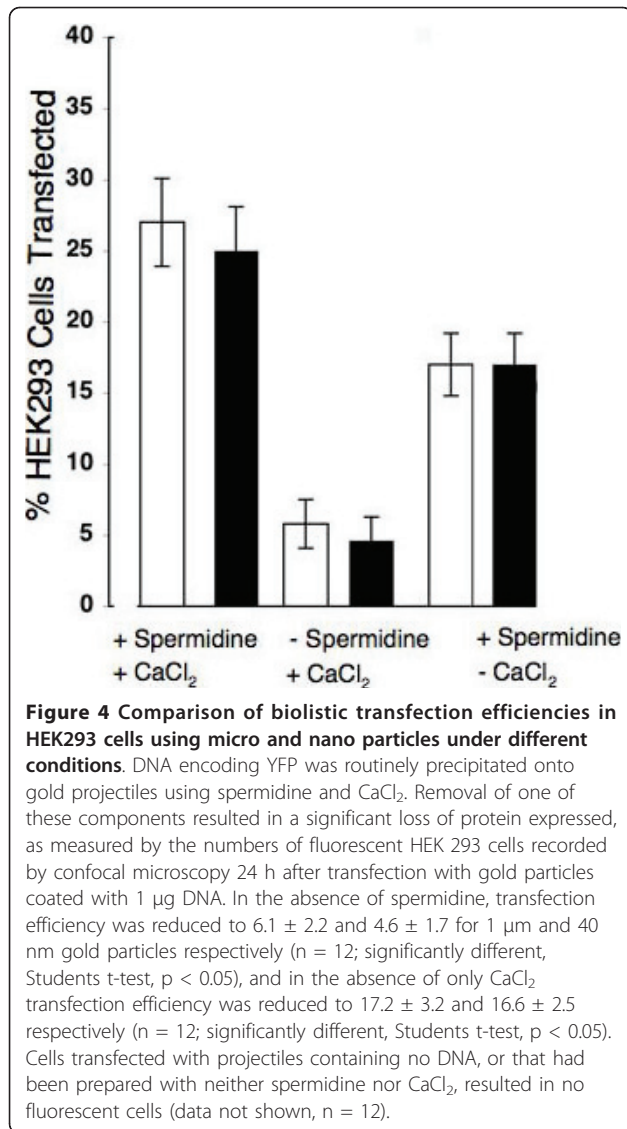 40
35
30
25
20
15
10
5
0
% HEK293 Cells Transfected
+ Spermidine
+ CaCl₂
- Spermidine
+ CaCl₂
+ Spermidine
- CaCl₂
Figure 4 Comparison of biolistic transfection efficiencies in
HEK293 cells using micro and nano particles under different
conditions. DNA encoding YFP was routinely precipitated onto
gold projectiles using spermidine and CaCl₂. Removal of one of
these components resulted in a significant loss of protein expressed,
as measured by the numbers of fluorescent HEK 293 cells recorded
by confocal microscopy 24 h after transfection with gold particles
coated with 1 μg DNA. In the absence of spermidine, transfection
efficiency was reduced to 6.1 ± 2.2 and 4.6 ± 1.7 for 1 μm and 40
nm gold particles respectively (n = 12; significantly different,
Students t-test, p < 0.05), and in the absence of only CaCl₂
transfection efficiency was reduced to 17.2 ± 3.2 and 16.6 ± 2.5
respectively (n = 12; significantly different, Students t-test, p < 0.05).
Cells transfected with projectiles containing no DNA, or that had
been prepared with neither spermidine nor CaCl₂, resulted in no
fluorescent cells (data not shown, n = 12).